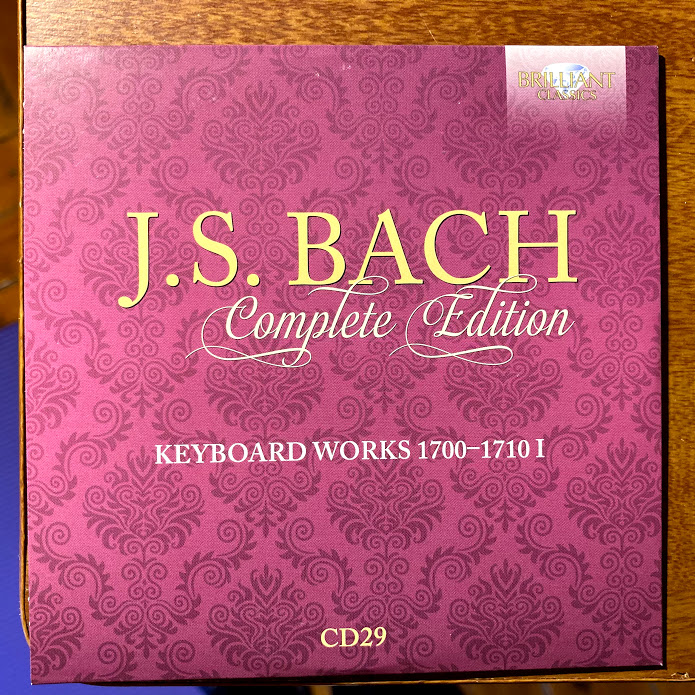 BRILLIANT
CLASSICS
J.S. BACH
Complete Edition
KEYBOARD WORKS 1700–1710 I
CD29